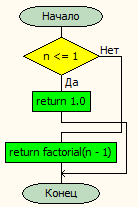 Начало
n <= 1
Нет
Да
return 1.0
return factorial(n - 1)
Конец